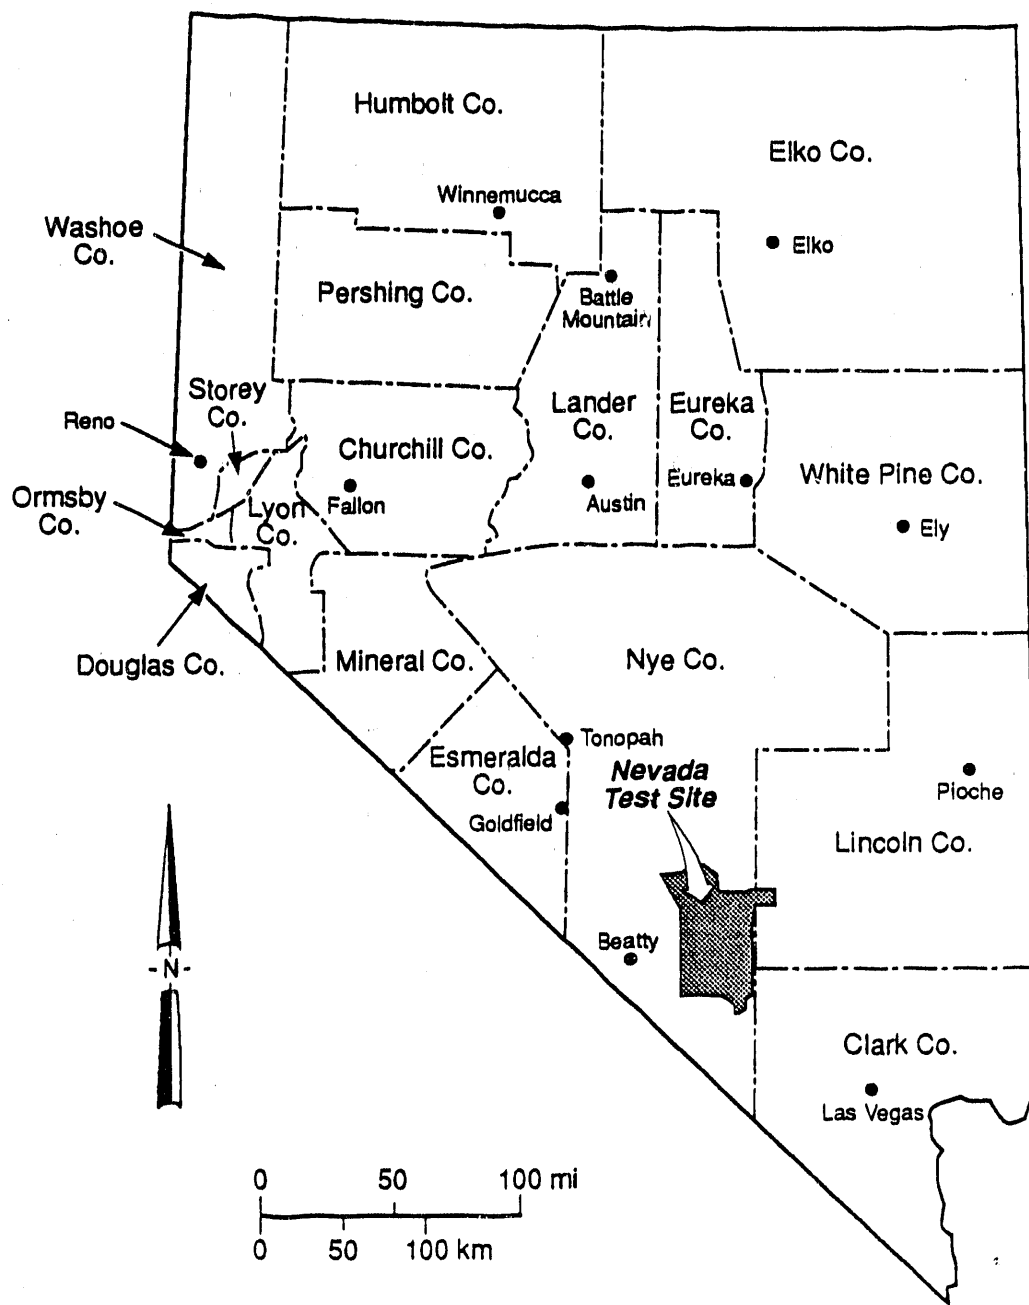 Humbolt Co.
Elko Co.
Winnemucca
Washoe
Co.
Elko
Pershing Co.
Battle
Mountain
Storey
Co.
Lander
Co.
Eureka
Co.
Reno
Churchill Co.
White Pine Co.
Ormsby
Co.
Lyon
Co.
Fallon
Austin
Eureka
Ely
Douglas Co.
Mineral Co.
Nye Co.
Tonopah
Esmeralda
Co.
Nevada
Test Site
Pioche
Goldfield
Lincoln Co.
Beatty
N
Clark Co.
Las Vegas
0 50 100 mi
0 50 100 km